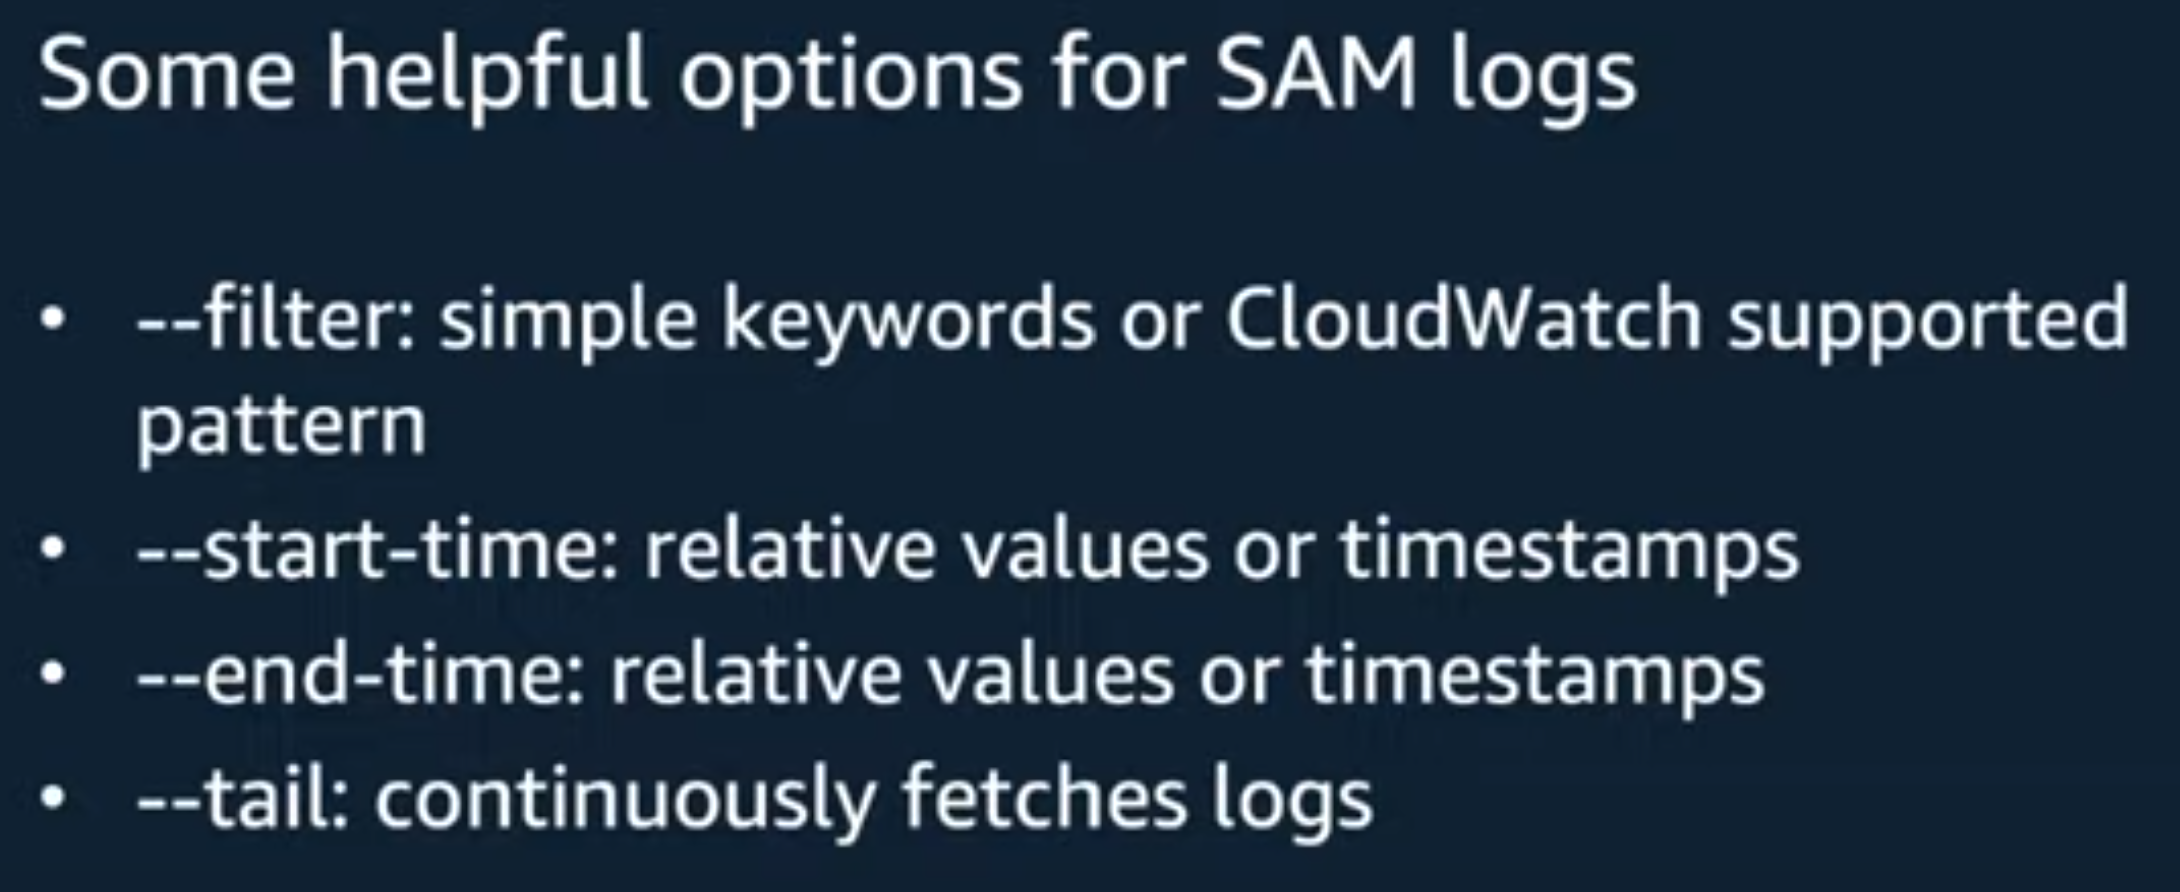 Some helpful options for SAM logs
• --filter: simple keywords or CloudWatch supported
pattern
• --start-time: relative values or timestamps
• --end-time: relative values or timestamps
• --tail: continuously fetches logs